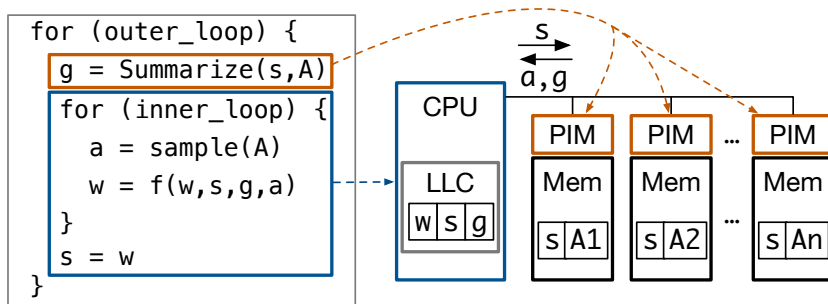 for (outer_loop) {
g = Summarize(s,A)
for (inner_loop) {
a = sample(A)
w = f(w,s,g,a)
}
s = w
}
s
a,g
CPU
LLC
w s g
PIM PIM ... PIM
Mem Mem Mem
...
s A1 s A2 s An